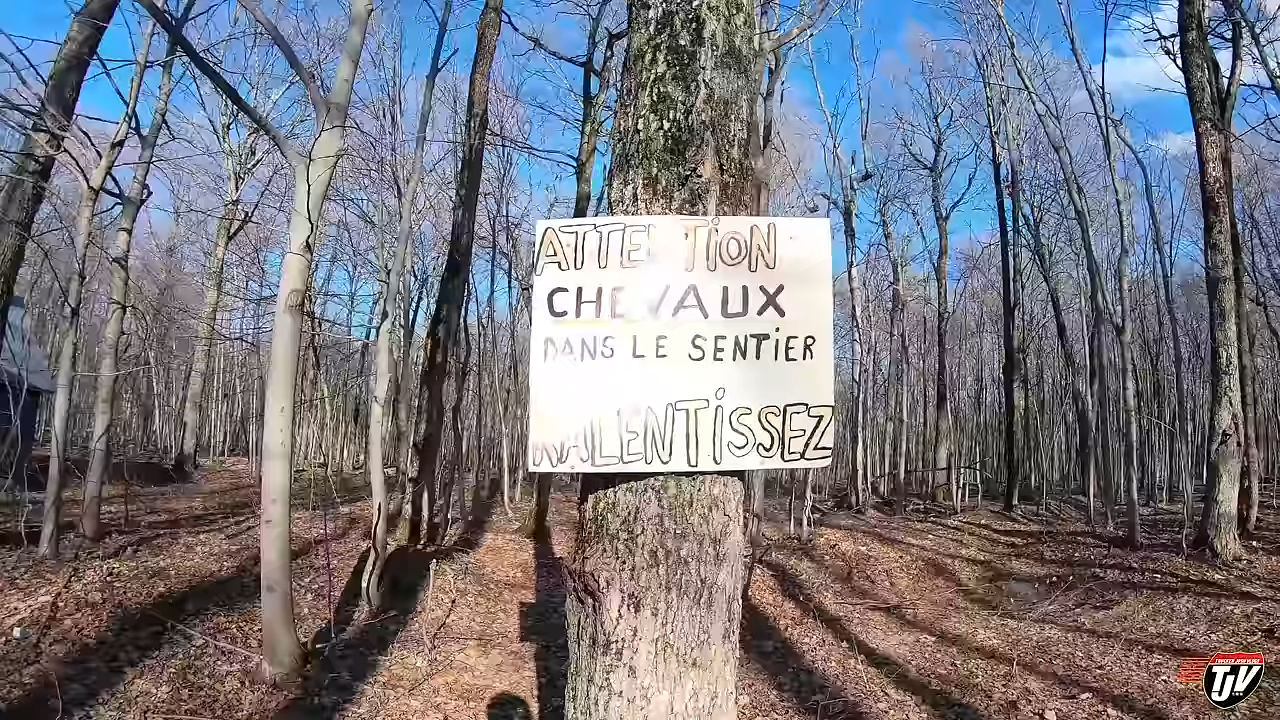 ATTENTION
CHEVAUX
DANS LE SENTIER
RALENTISSEZ
TJV